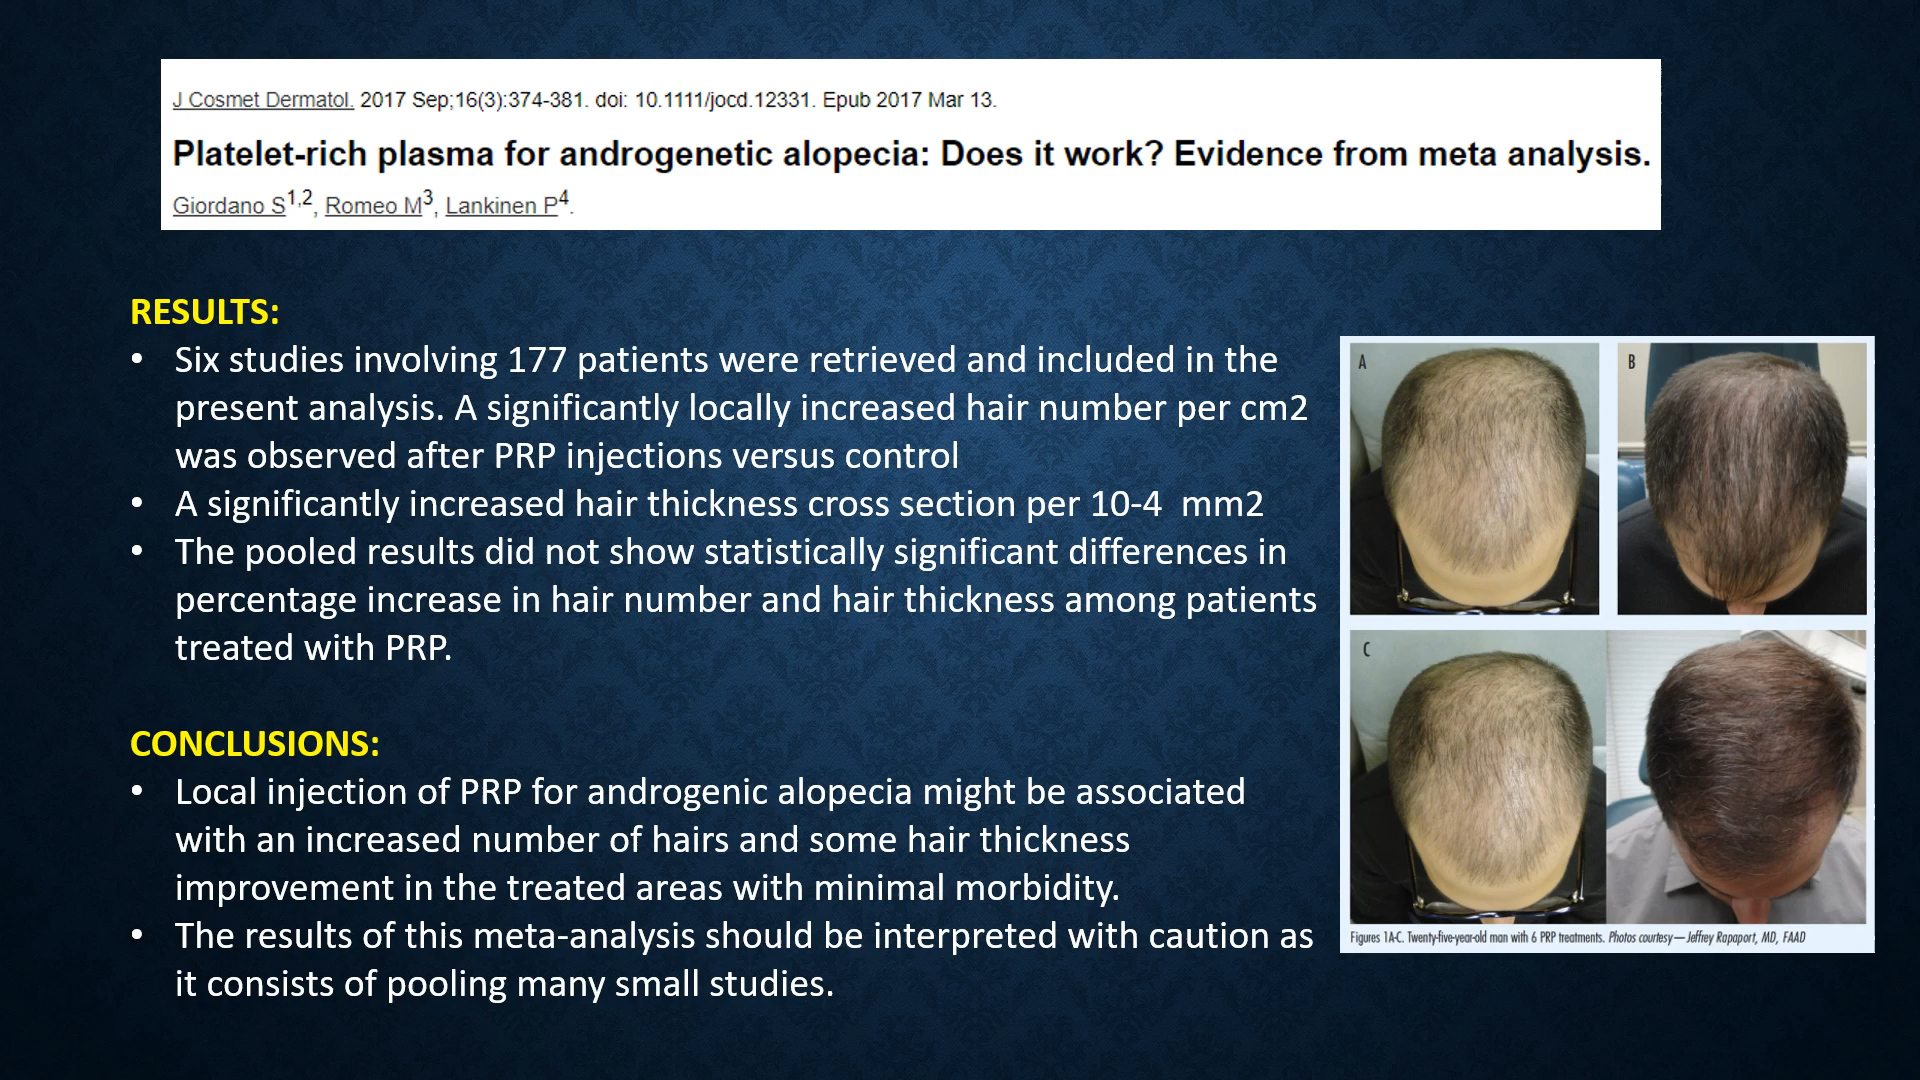 J Cosmet Dermatol. 2017 Sep;16(3):374-381. doi: 10.1111/jocd.12331. Epub 2017 Mar 13.
Platelet-rich plasma for androgenetic alopecia: Does it work? Evidence from meta analysis.
Giordano S1,2, Romeo M3, Lankinen P4.
RESULTS:
• Six studies involving 177 patients were retrieved and included in the
present analysis. A significantly locally increased hair number per cm2
was observed after PRP injections versus control
• A significantly increased hair thickness cross section per 10-4  mm2
• The pooled results did not show statistically significant differences in
percentage increase in hair number and hair thickness among patients
treated with PRP.
CONCLUSIONS:
• Local injection of PRP for androgenic alopecia might be associated
with an increased number of hairs and some hair thickness
improvement in the treated areas with minimal morbidity.
• The results of this meta-analysis should be interpreted with caution as
it consists of pooling many small studies.
A
B
C
Figures 1A-C. Twenty-five-year-old man with 6 PRP treatments. Photos courtesy—Jeffrey Rapaport, MD, FAAD